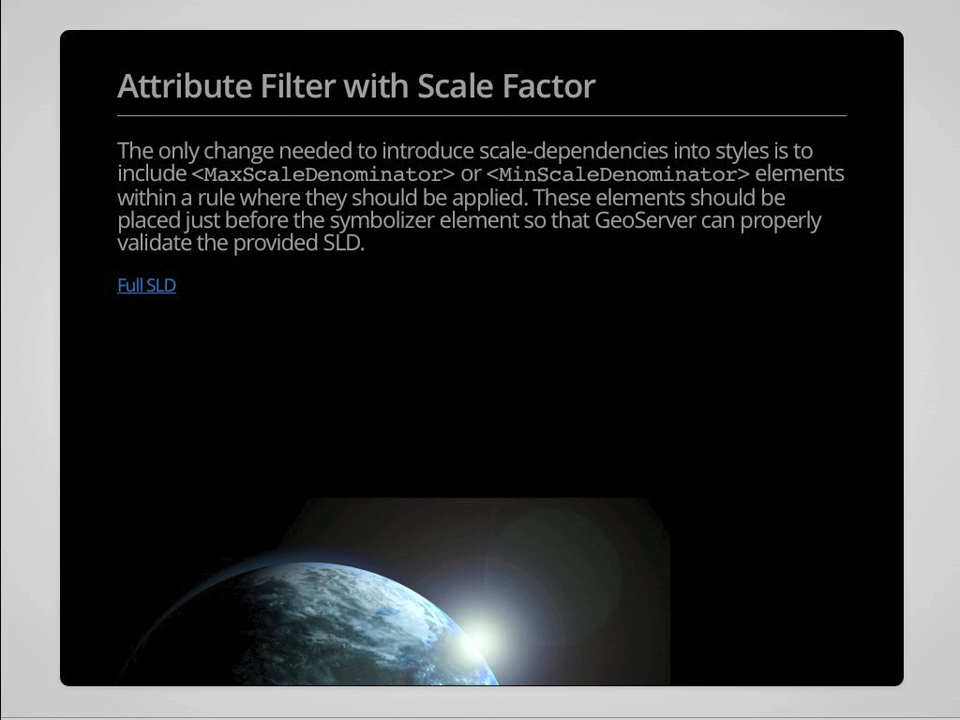 Attribute Filter with Scale Factor
The only change needed to introduce scale-dependencies into styles is to
include <MaxScaleDenominator> or <MinScaleDenominator> elements
within a rule where they should be applied. These elements should be
placed just before the symbolizer element so that GeoServer can properly
validate the provided SLD.
Full SLD